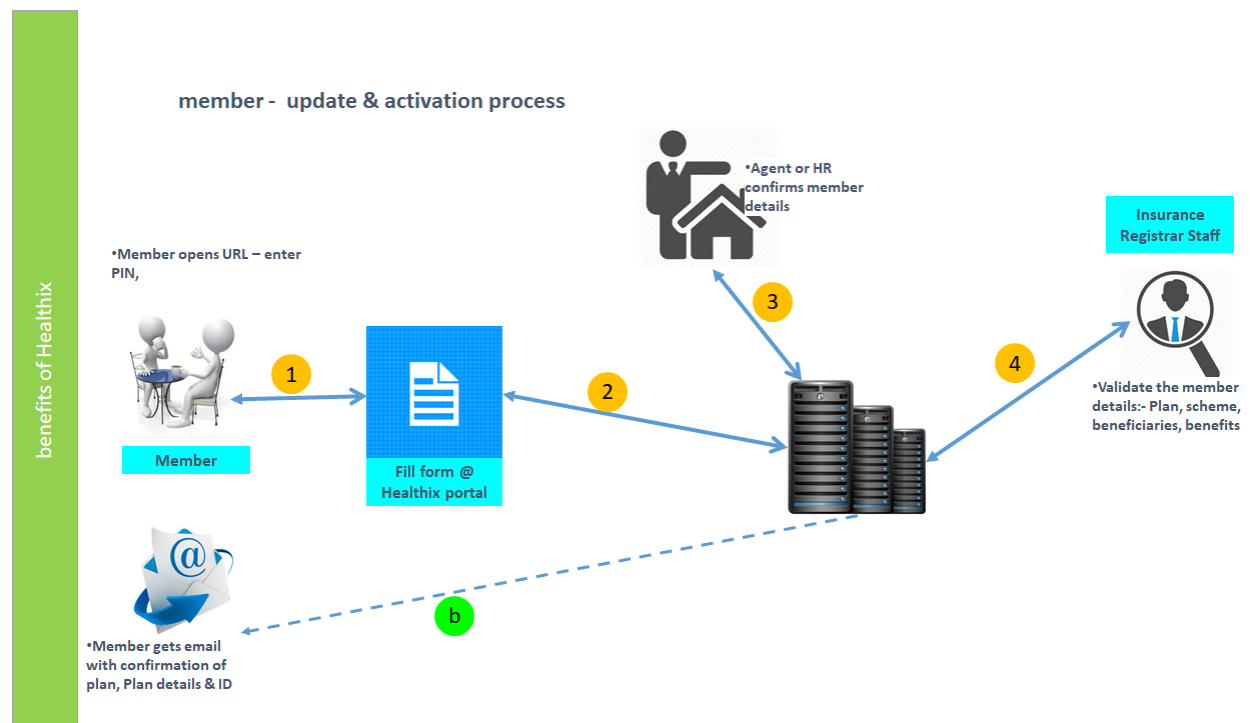 benefits of Healthix
member -  update & activation process
•Agent or HR
confirms member
details
Insurance
Registrar Staff
•Member opens URL – enter
PIN,
1
2
3
4
Member
Fill form @
Healthix portal
•Validate the member
details:- Plan, scheme,
beneficiaries, benefits
@
b
•Member gets email
with confirmation of
plan, Plan details & ID